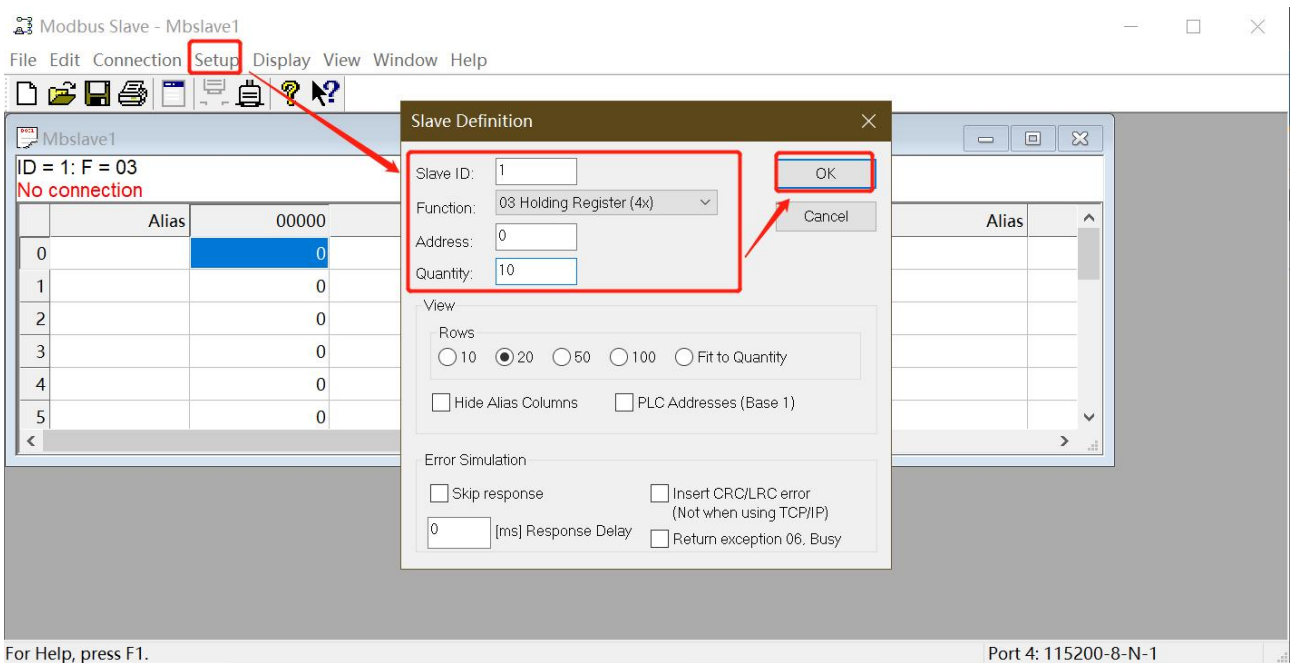 Modbus Slave - Mbslave1
File Edit Connection Setup Display View Window Help
Mbslave1
ID = 1: F = 03
No connection
Alias 00000 Alias
0 0
1 0
2 0
3 0
4 0
5 0
Slave Definition
Slave ID: 1
OK
Function: 03 Holding Register (4x)
Cancel
Address: 0
Quantity: 10
View
Rows
10 20 50 100 Fit to Quantity
Hide Alias Columns PLC Addresses (Base 1)
Error Simulation
Skip response
Insert CRC/LRC error
(Not when using TCP/IP)
0 [ms] Response Delay
Return exception 06, Busy
For Help, press F1.
Port 4: 115200-8-N-1